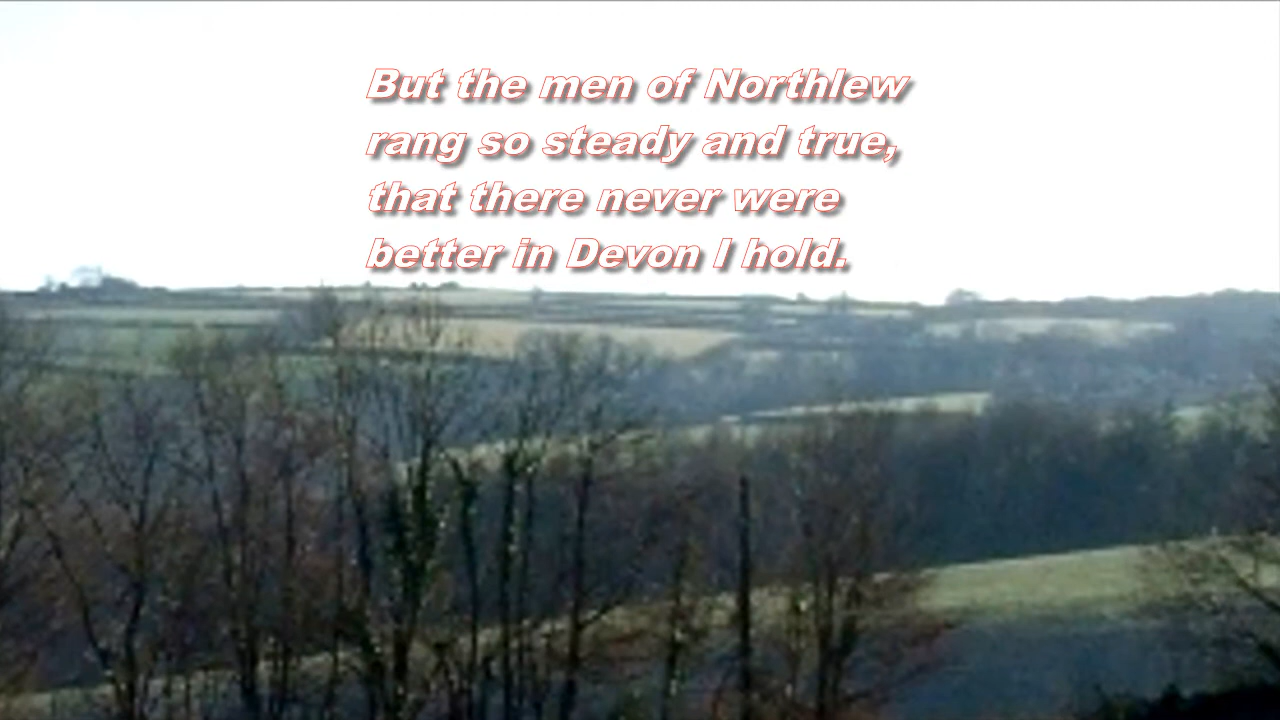 But the men of Northlew
rang so steady and true,
that there never were
better in Devon I hold.